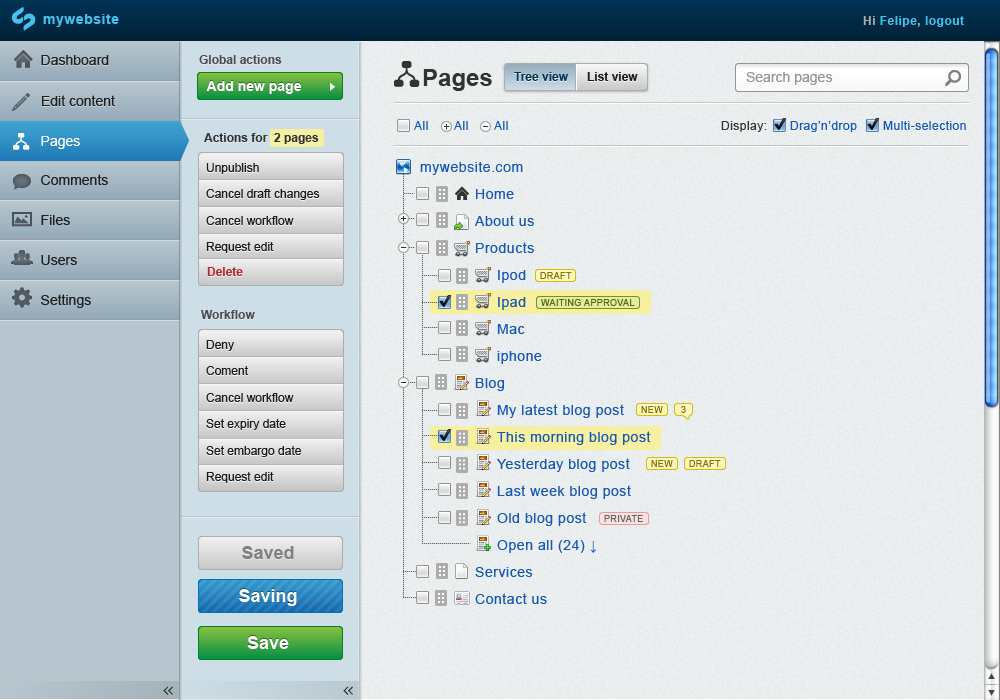 mywebsite
Hi Felipe, logout
Dashboard
Edit content
Pages
Comments
Files
Users
Settings
Global actions
Add new page
Actions for 2 pages
Unpublish
Cancel draft changes
Cancel workflow
Request edit
Delete
Workflow
Deny
Coment
Cancel workflow
Set expiry date
Set embargo date
Request edit
Saved
Saving
Save
Pages
Tree view List view
Search pages
All All All
Display: Drag'n'drop Multi-selection
mywebsite.com
Home
About us
Products
Ipod DRAFT
Ipad WAITING APPROVAL
Mac
iphone
Blog
My latest blog post NEW 3
This morning blog post
Yesterday blog post NEW DRAFT
Last week blog post
Old blog post PRIVATE
Open all (24) ↓
Services
Contact us